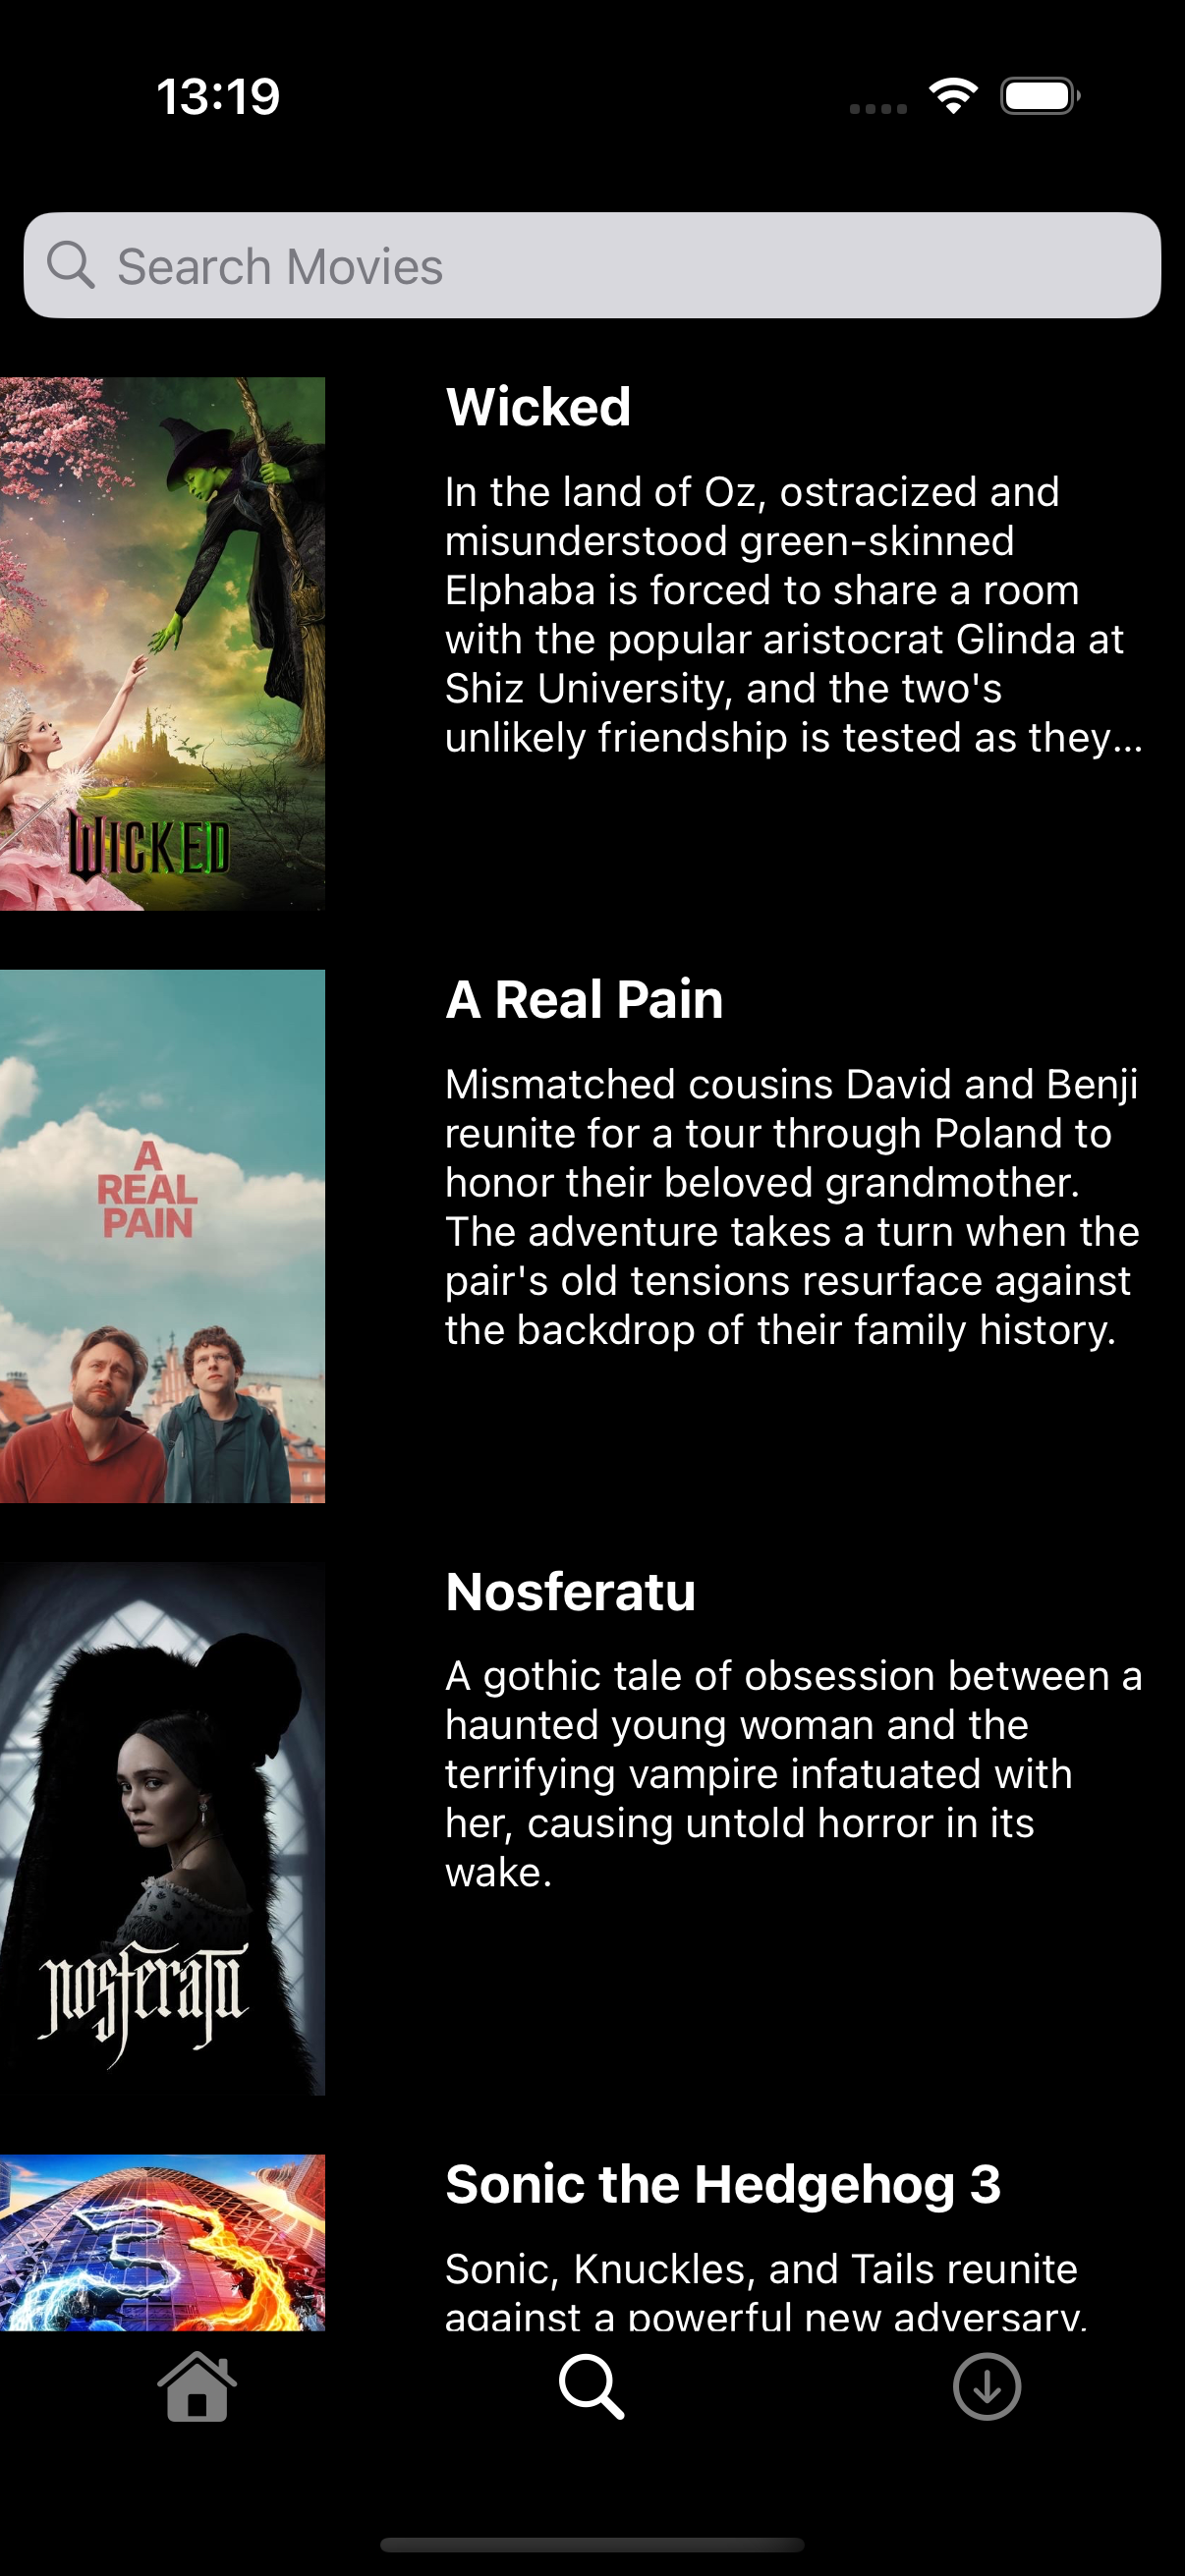 13:19
Search Movies
WICKED
Wicked
In the land of Oz, ostracized and
misunderstood green-skinned
Elphaba is forced to share a room
with the popular aristocrat Glinda at
Shiz University, and the two's
unlikely friendship is tested as they...
A
REAL
PAIN
A Real Pain
Mismatched cousins David and Benji
reunite for a tour through Poland to
honor their beloved grandmother.
The adventure takes a turn when the
pair's old tensions resurface against
the backdrop of their family history.
nosferatu
Nosferatu
A gothic tale of obsession between a
haunted young woman and the
terrifying vampire infatuated with
her, causing untold horror in its
wake.
3
Sonic the Hedgehog 3
Sonic, Knuckles, and Tails reunite
against a powerful new adversary,